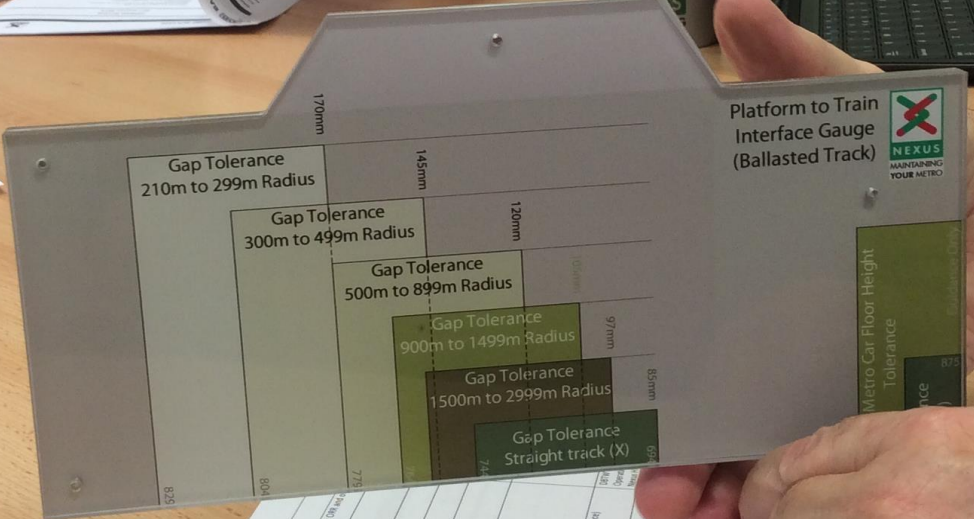 Platform to Train
Interface Gauge
(Ballasted Track)
NEXUS
MAINTAINING
YOUR METRO
170mm
Gap Tolerance
210m to 299m Radius
145mm
Gap Tolerance
300m to 499m Radius
120mm
Gap Tolerance
500m to 899m Radius
105mm
Gap Tolerance
900m to 1499m Radius
97mm
Gap Tolerance
1500m to 2999m Radius
85mm
Gap Tolerance
Straight track (X)
829
804
779
Metro Car Floor Height
Tolerance
835